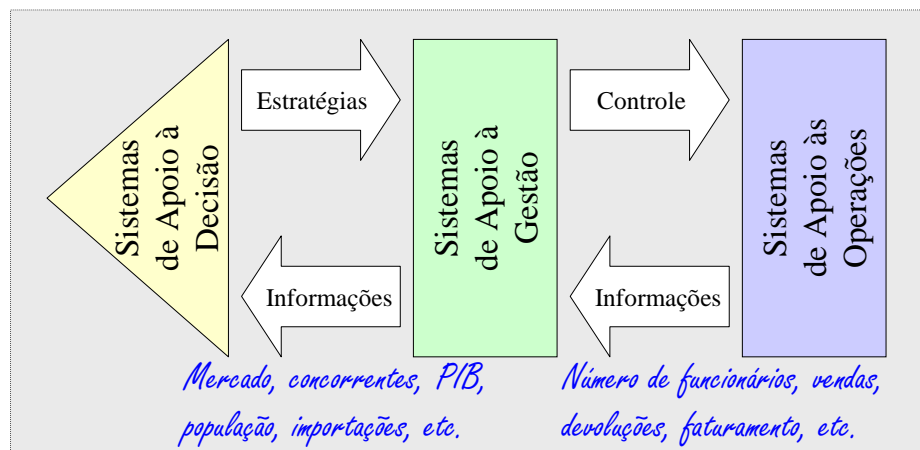 Sistemas
de Apoio à
Decisão
Estratégias
Informações
Sistemas
de Apoio à
Gestão
Controle
Informações
Sistemas
de Apoio às
Operações
Mercado, concorrentes, PIB,
população, importações, etc.
Número de funcionários, vendas,
devoluções, faturamento, etc.